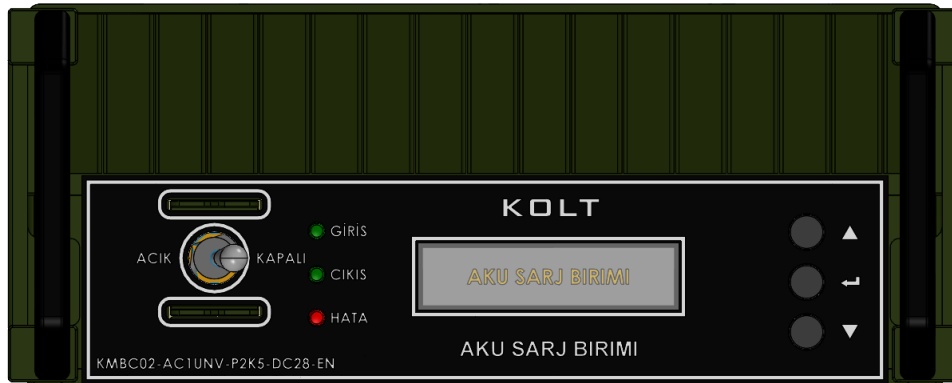 KOLT
GİRİS
ACIK KAPALI
CIKIS
AKU SARJ BIRIMI
HATA
AKU SARJ BIRIMI
KMBC02-AC1UNV-P2K5-DC28-EN